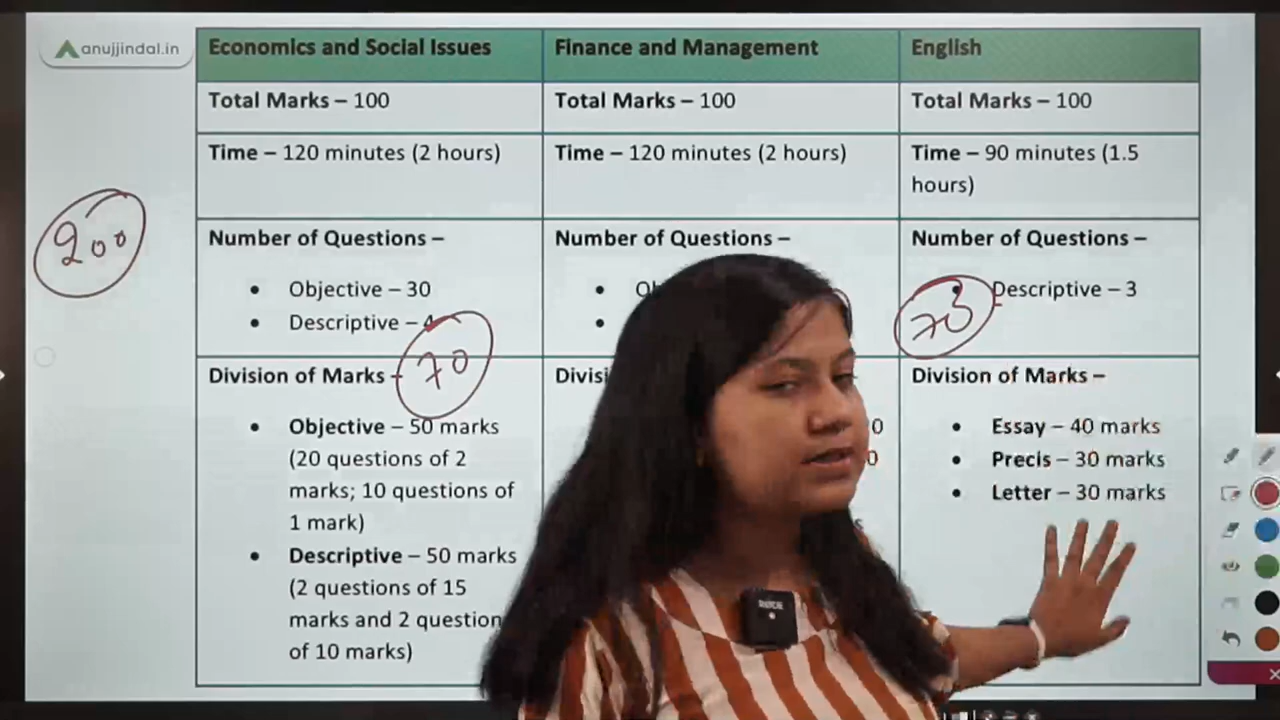 anujjindal.in
Economics and Social Issues
Finance and Management
English
Total Marks – 100
Total Marks – 100
Total Marks – 100
Time – 120 minutes (2 hours)
Time – 120 minutes (2 hours)
Time – 90 minutes (1.5
hours)
200
Number of Questions –
• Objective – 30
• Descriptive – 4
70
Number of Questions –
Number of Questions –
• Descriptive – 3
70
Division of Marks –
• Objective – 50 marks
(20 questions of 2
marks; 10 questions of
1 mark)
• Descriptive – 50 marks
(2 questions of 15
marks and 2 question
of 10 marks)
Division of Marks –
• Essay – 40 marks
• Precis – 30 marks
• Letter – 30 marks